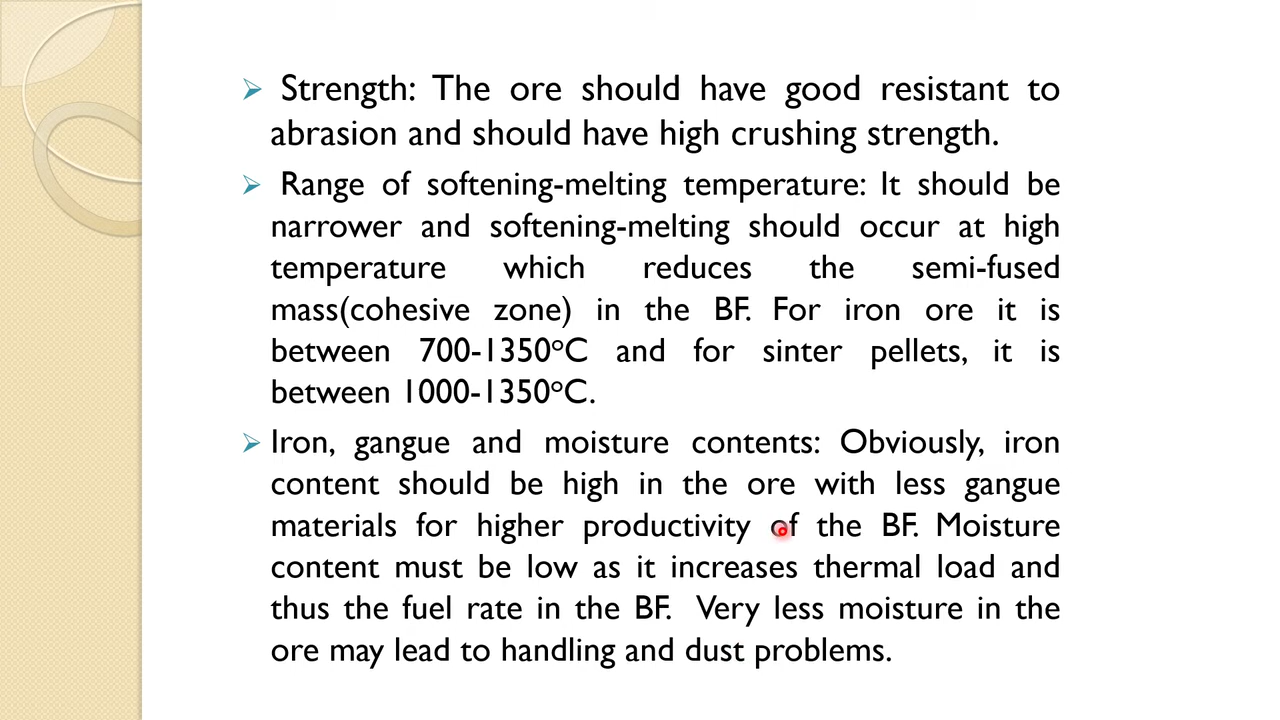 Strength: The ore should have good resistant to
abrasion and should have high crushing strength.
Range of softening-melting temperature: It should be
narrower and softening-melting should occur at high
temperature which reduces the semi-fused
mass(cohesive zone) in the BF. For iron ore it is
between 700-1350°C and for sinter pellets, it is
between 1000-1350°C.
Iron, gangue and moisture contents: Obviously, iron
content should be high in the ore with less gangue
materials for higher productivity of the BF. Moisture
content must be low as it increases thermal load and
thus the fuel rate in the BF. Very less moisture in the
ore may lead to handling and dust problems.